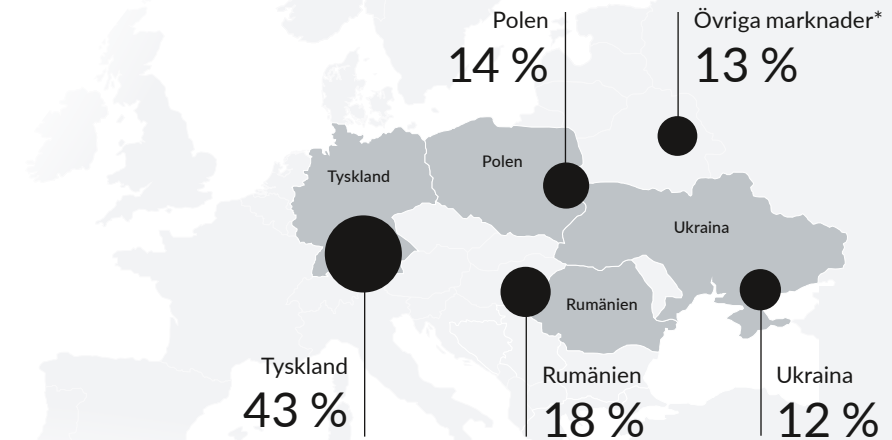 Polen
14 %
Övriga marknader*
13 %
Tyskland
Polen
Ukraina
Rumänien
Tyskland
43 %
Rumänien
18 %
Ukraina
12 %